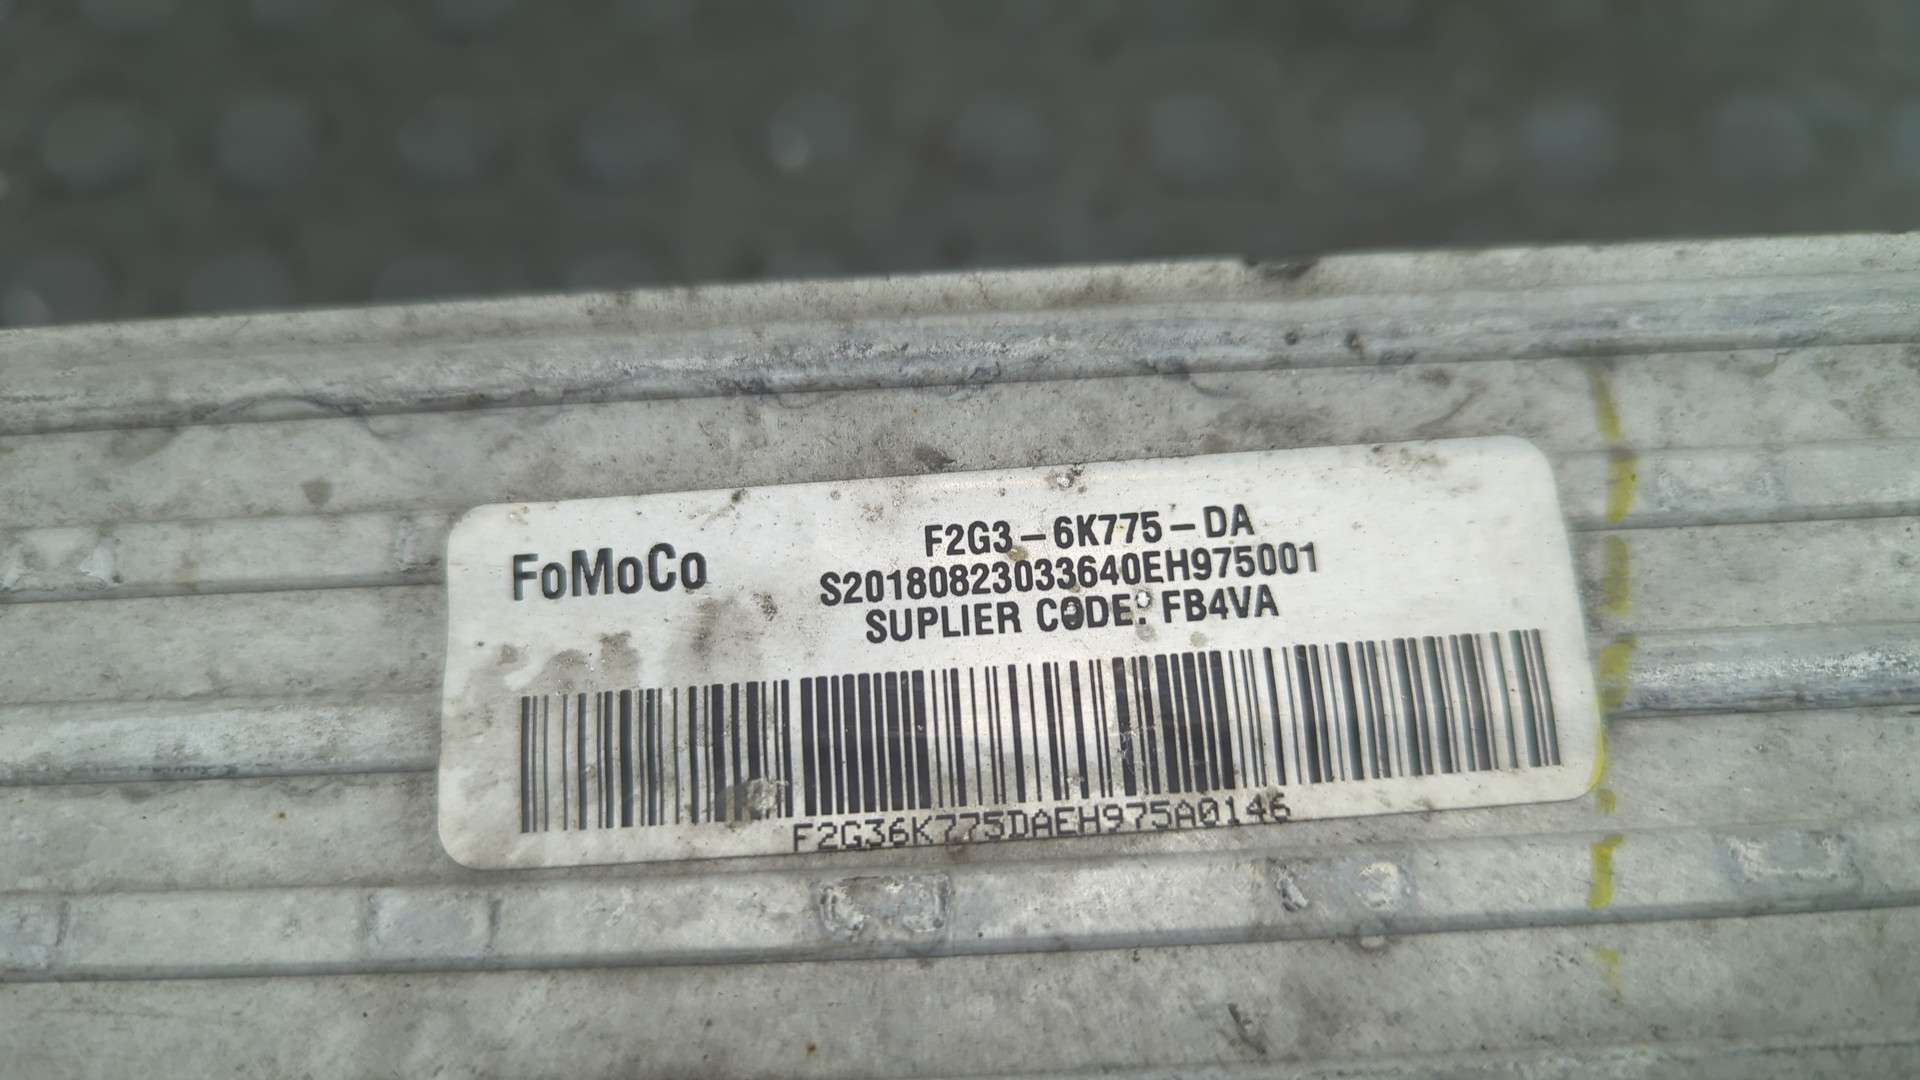 FoMoCo
F2G3-6K775-DA
S20180823033640EH975001
SUPLIER CODE: FB4VA
F2G36K775DAEH975A0146